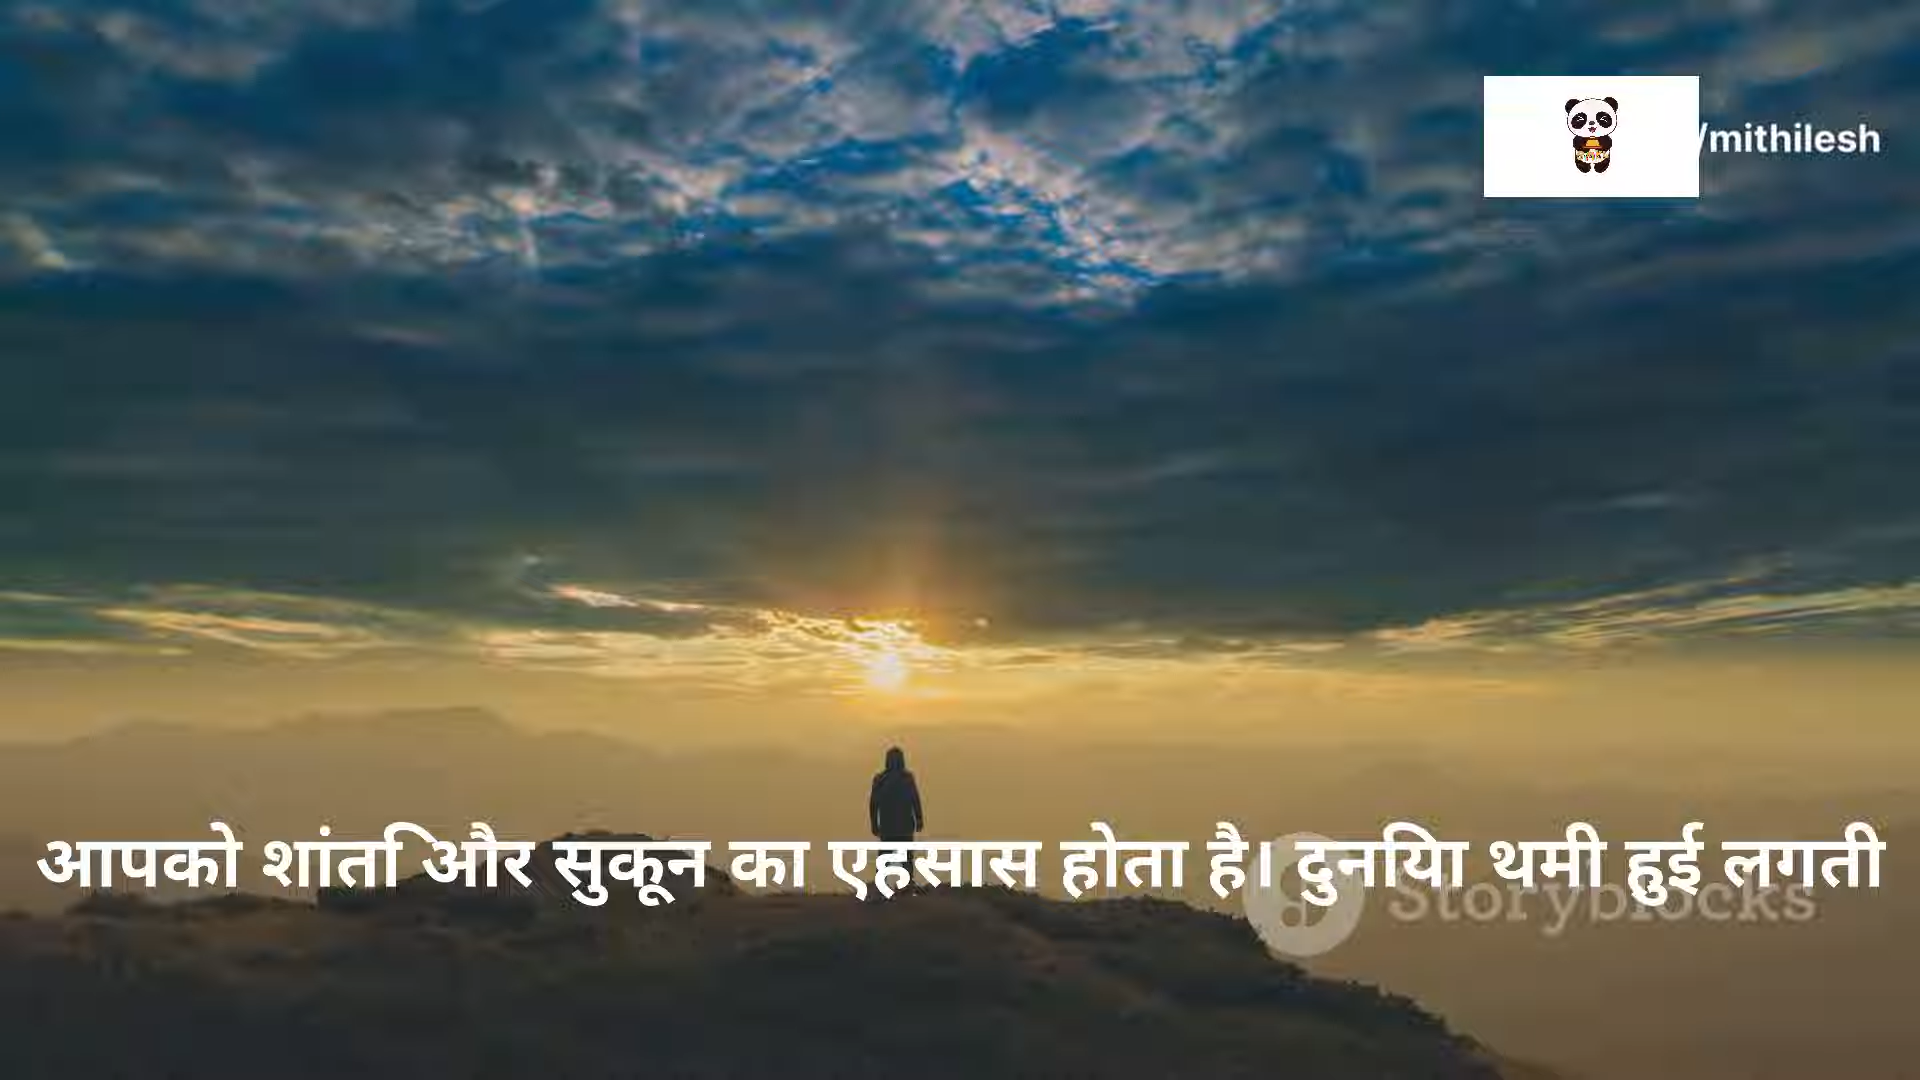 /mithilesh
आपको शांति और सुकून का एहसास होता है। दुनिया थमी हुई लगती
Storyblocks